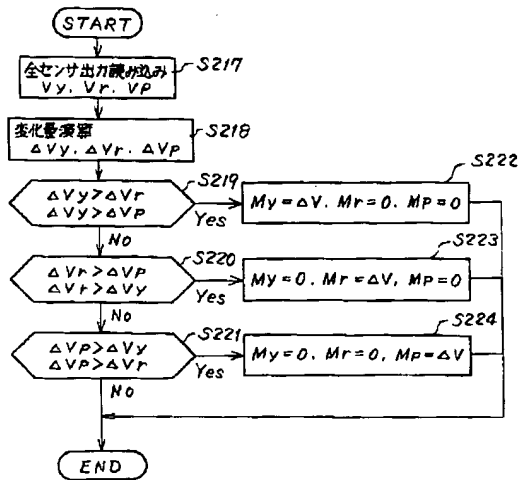 START
全センサ出力読み込み
Vy, Vr, VP
S217
変化量演算
ΔVy, ΔVr, ΔVp
S218
ΔVy>ΔVr
ΔVy>ΔVP
S219
Yes
My=ΔV, Mr=0, MP=0
S222
No
ΔVr>ΔVP
ΔVr>ΔVy
S220
Yes
My=0, Mr=ΔV, MP=0
S223
No
ΔVP>ΔVy
ΔVP>ΔVr
S221
Yes
My=0, Mr=0, MP=ΔV
S224
No
END